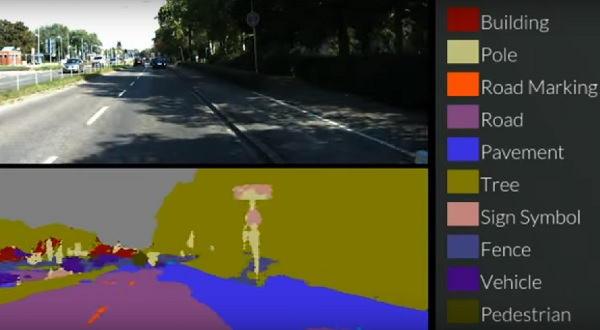 Building
Pole
Road Marking
Road
Pavement
Tree
Sign Symbol
Fence
Vehicle
Pedestrian